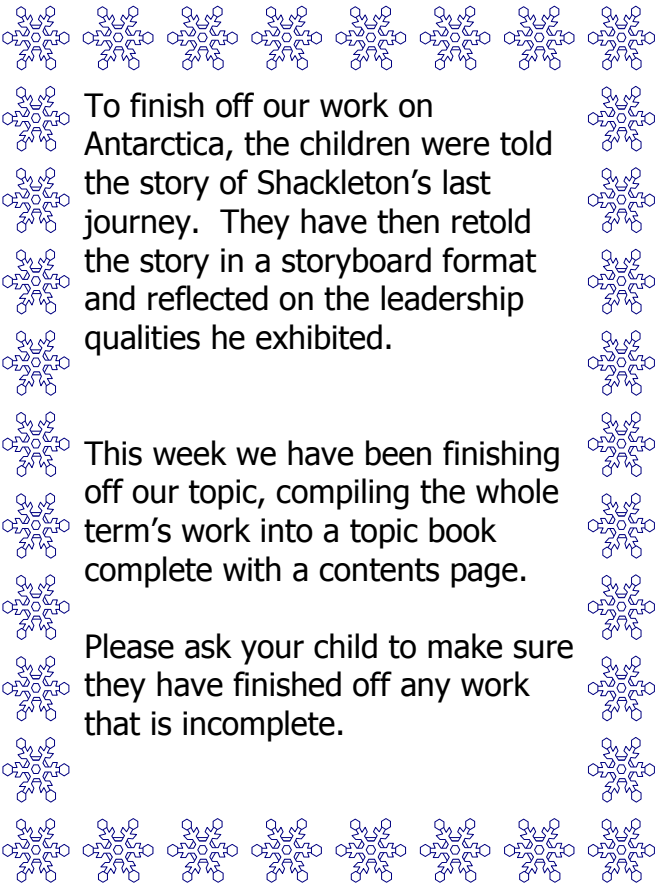 To finish off our work on
Antarctica, the children were told
the story of Shackleton’s last
journey.  They have then retold
the story in a storyboard format
and reflected on the leadership
qualities he exhibited.
This week we have been finishing
off our topic, compiling the whole
term’s work into a topic book
complete with a contents page.
Please ask your child to make sure
they have finished off any work
that is incomplete.